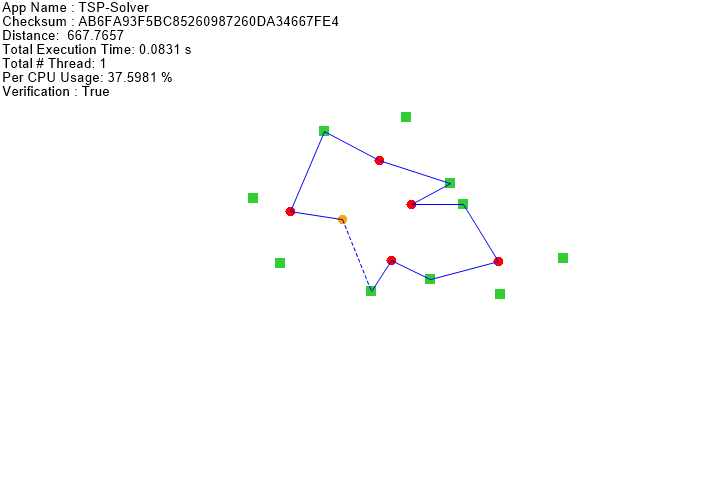 App Name : TSP-Solver
Checksum : AB6FA93F5BC85260987260DA34667FE4
Distance:  667.7657
Total Execution Time: 0.0831 s
Total # Thread: 1
Per CPU Usage: 37.5981 %
Verification : True